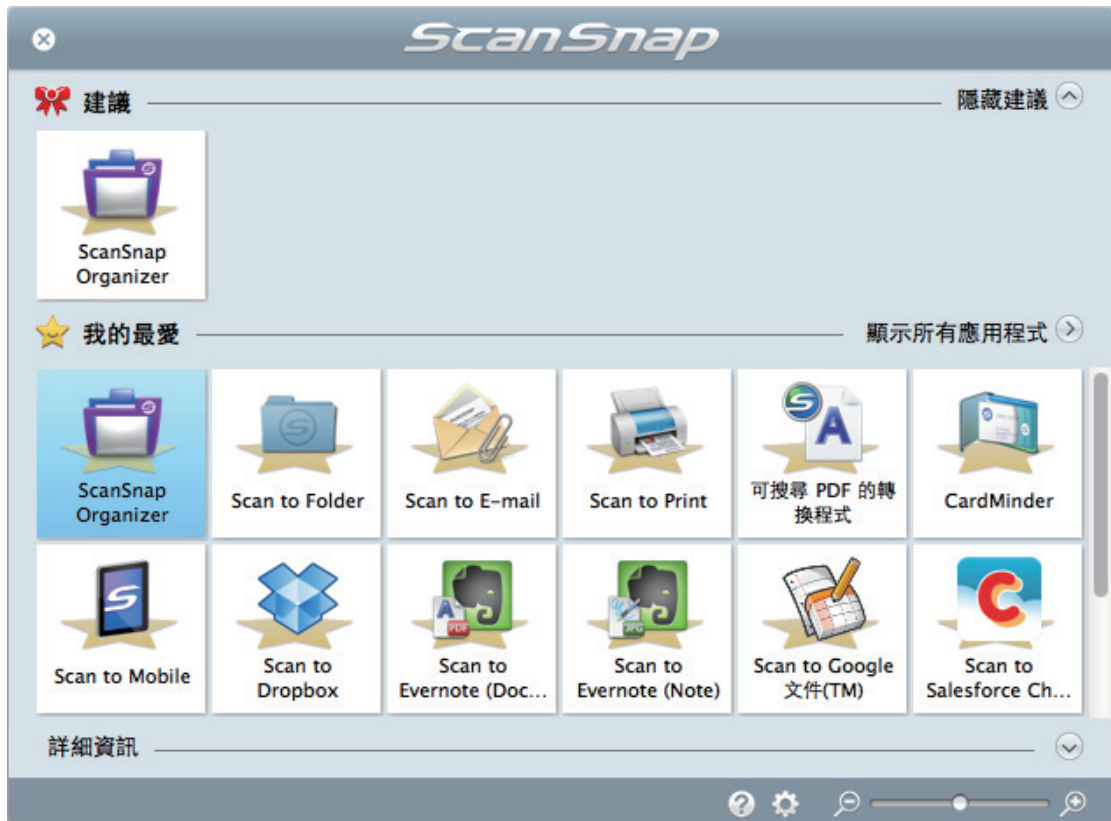 ScanSnap
建議
隱藏建議
ScanSnap
Organizer
我的最愛
顯示所有應用程式
ScanSnap
Organizer
Scan to Folder
Scan to E-mail
Scan to Print
可搜尋 PDF 的轉
換程式
CardMinder
Scan to Mobile
Scan to
Dropbox
Scan to
Evernote (Doc...
Scan to
Evernote (Note)
Scan to Google
文件(TM)
Scan to
Salesforce Ch...
詳細資訊